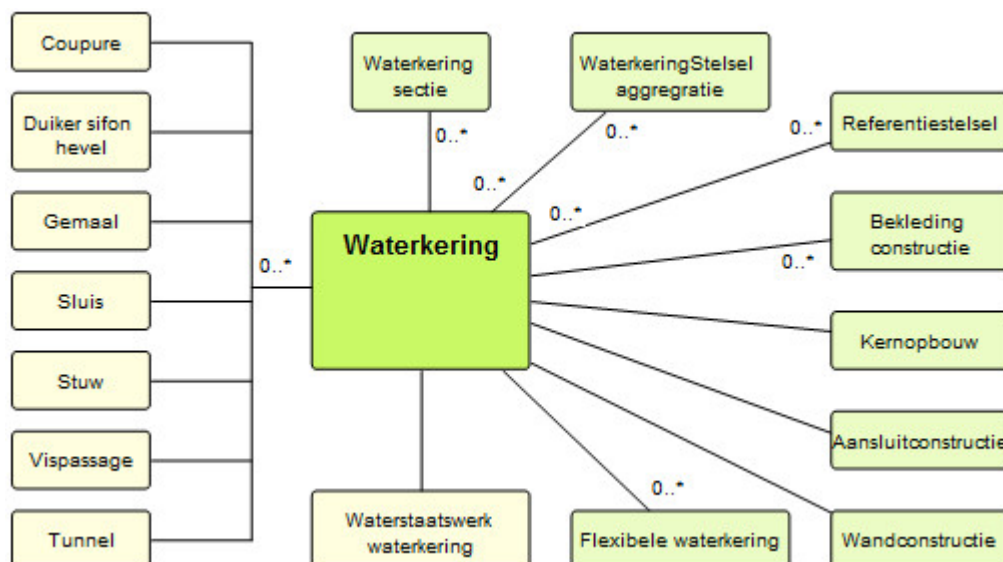 Coupure
Duiker sifon
hevel
Gemaal
Sluis
Stuw
Vispassage
Tunnel
0..*
Waterkering
sectie
0..*
WaterkeringStelsel
aggregratie
0..*
0..*
Referentiestelsel
0..*
0..*
Bekleding
constructie
0..*
Kernopbouw
Aansluitconstructie
Wandconstructie
Flexibele waterkering
0..*
Waterstaatswerk
waterkering
Waterkering